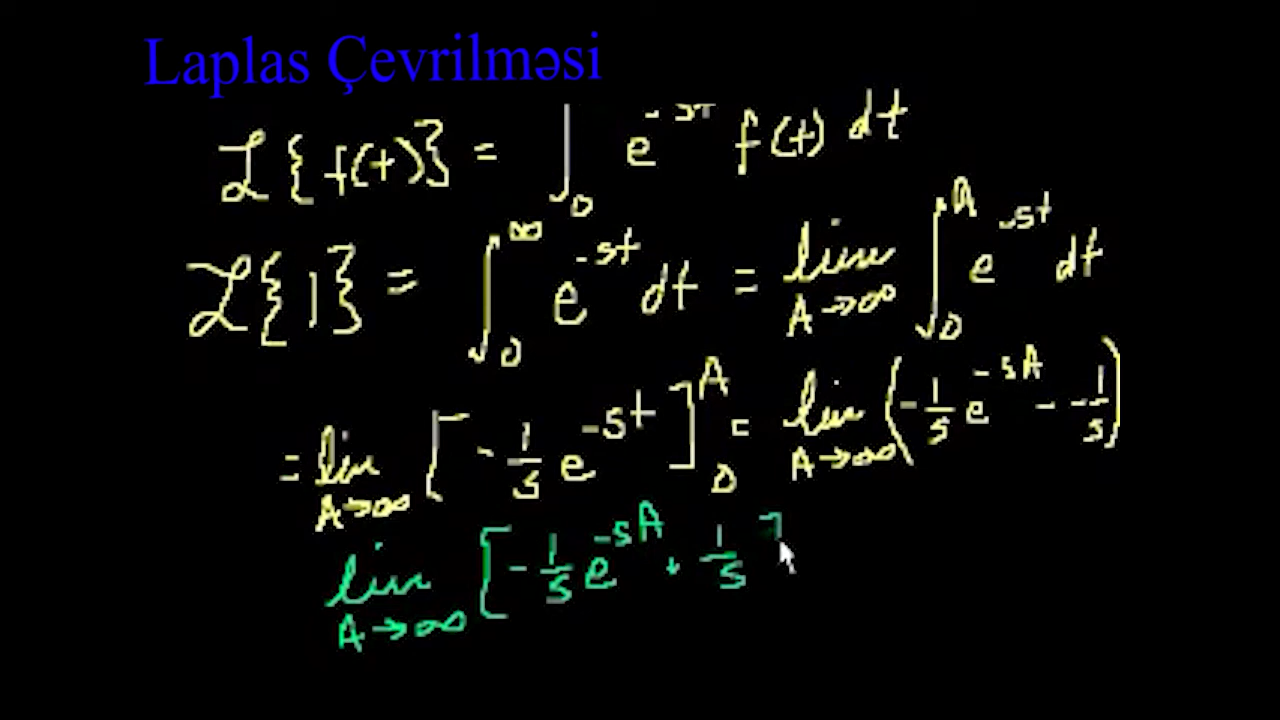 Laplas Çevrilməsi
ℒ{f(t)} = ∫₀ e^{-st} f(t) dt
ℒ{1} = ∫₀^∞ e^{-st} dt = lim_{A→∞} ∫₀^A e^{-st} dt
= lim_{A→∞} [-1/s e^{-st}]₀^A = lim_{A→∞} (-1/s e^{-sA} - -1/s)
lim_{A→∞} [-1/s e^{-sA} + 1/s ]